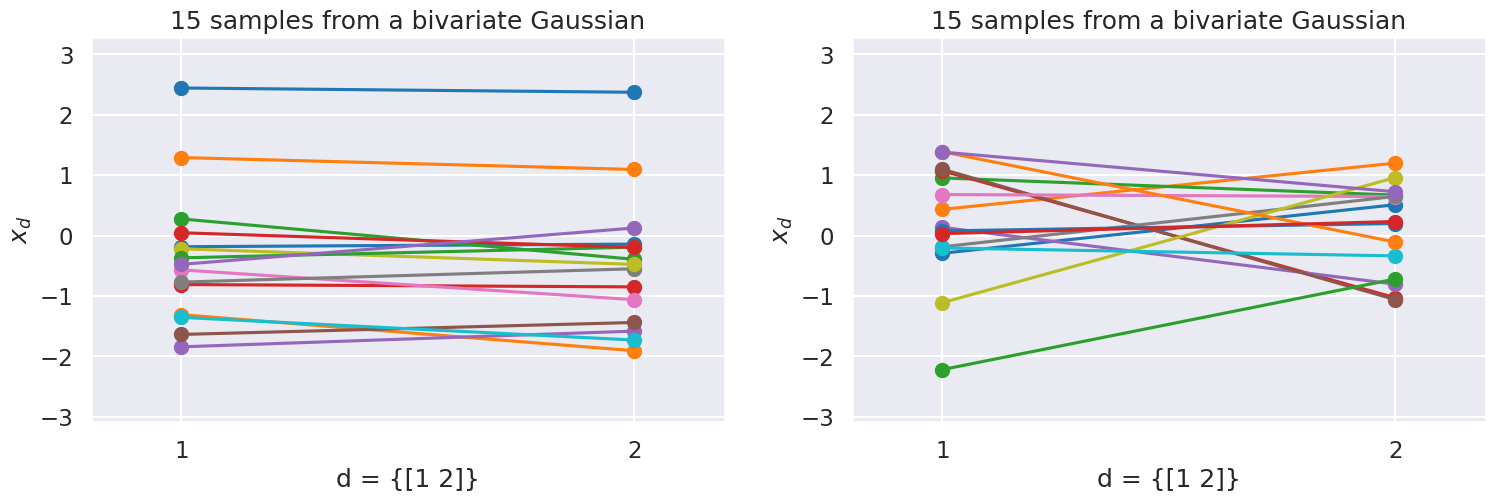 15 samples from a bivariate Gaussian
3
2
1
0
−1
−2
−3
x_d
1 2
d = {[1 2]}
15 samples from a bivariate Gaussian
3
2
1
0
−1
−2
−3
x_d
1 2
d = {[1 2]}